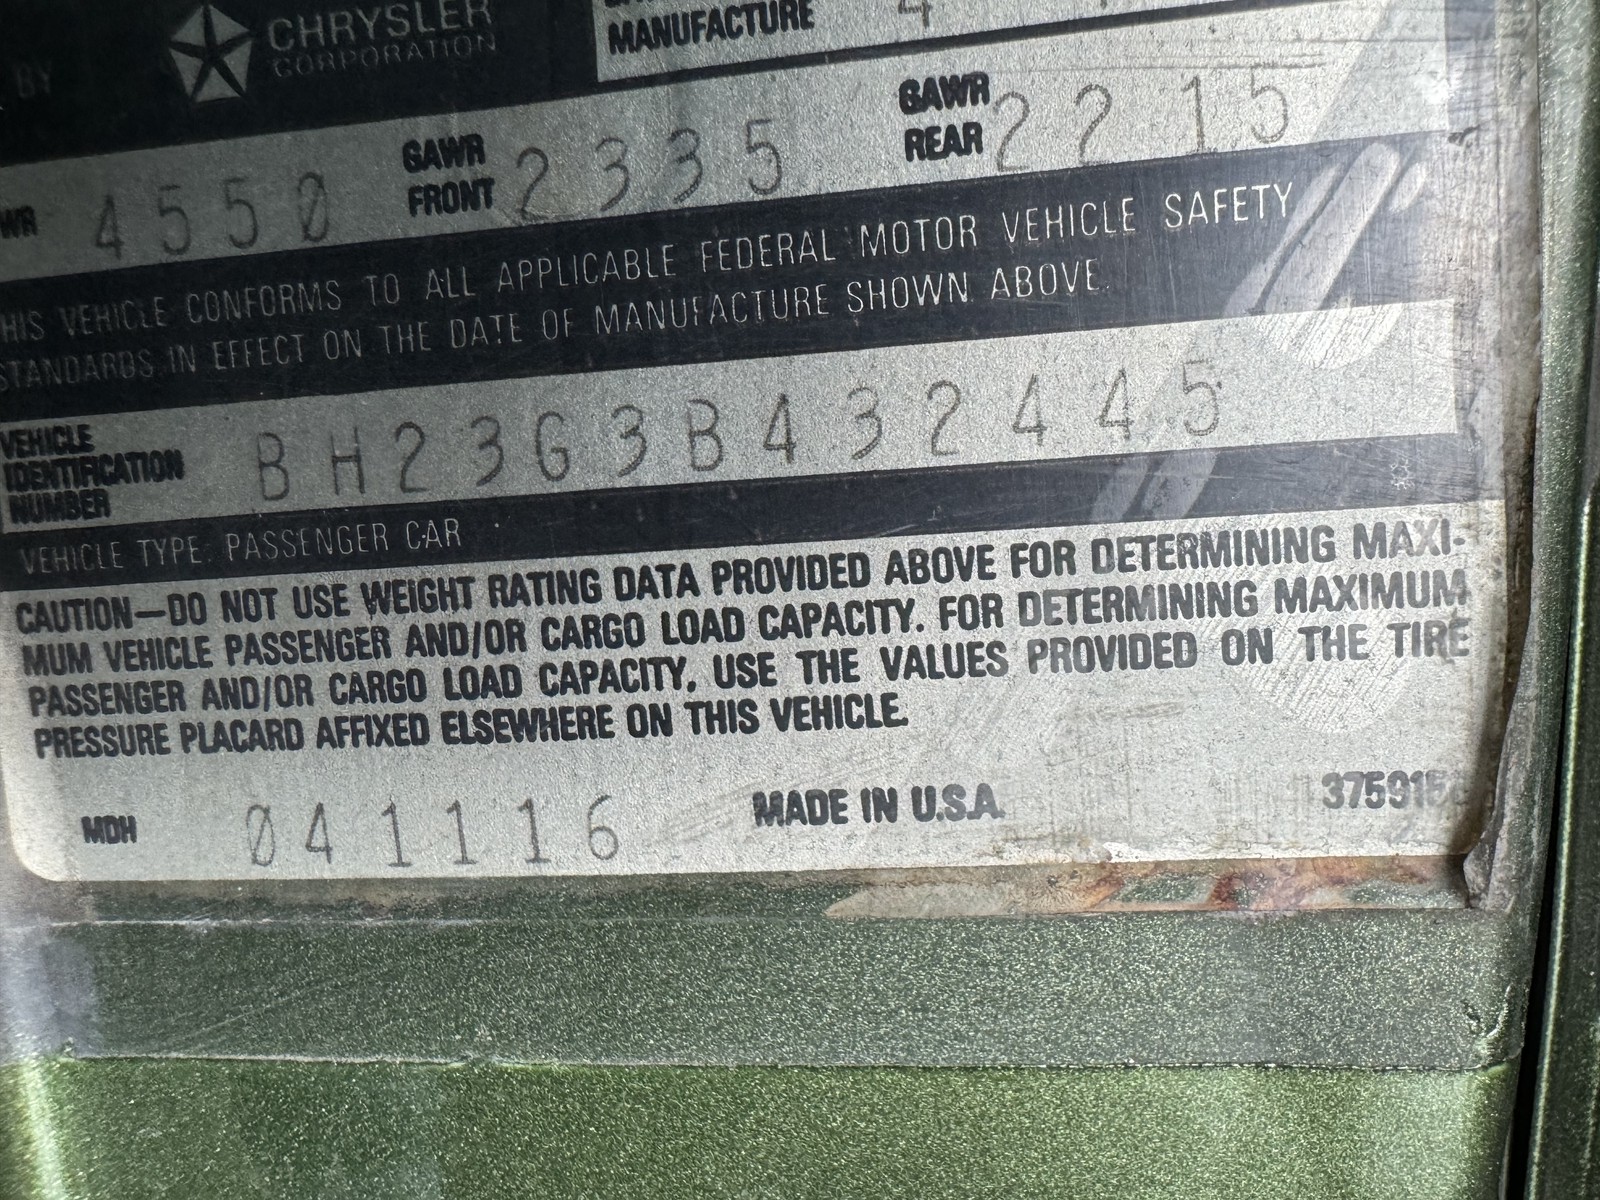 BY CHRYSLER CORPORATION
MANUFACTURE 4
WR 4550 GAWR FRONT 2335 GAWR REAR 2215
HIS VEHICLE CONFORMS TO ALL APPLICABLE FEDERAL MOTOR VEHICLE SAFETY
STANDARDS IN EFFECT ON THE DATE OF MANUFACTURE SHOWN ABOVE.
VEHICLE IDENTIFICATION NUMBER BH23G3B432445
VEHICLE TYPE: PASSENGER CAR
CAUTION—DO NOT USE WEIGHT RATING DATA PROVIDED ABOVE FOR DETERMINING MAXI-
MUM VEHICLE PASSENGER AND/OR CARGO LOAD CAPACITY. FOR DETERMINING MAXIMUM
PASSENGER AND/OR CARGO LOAD CAPACITY, USE THE VALUES PROVIDED ON THE TIRE
PRESSURE PLACARD AFFIXED ELSEWHERE ON THIS VEHICLE.
MDH 041116 MADE IN U.S.A.